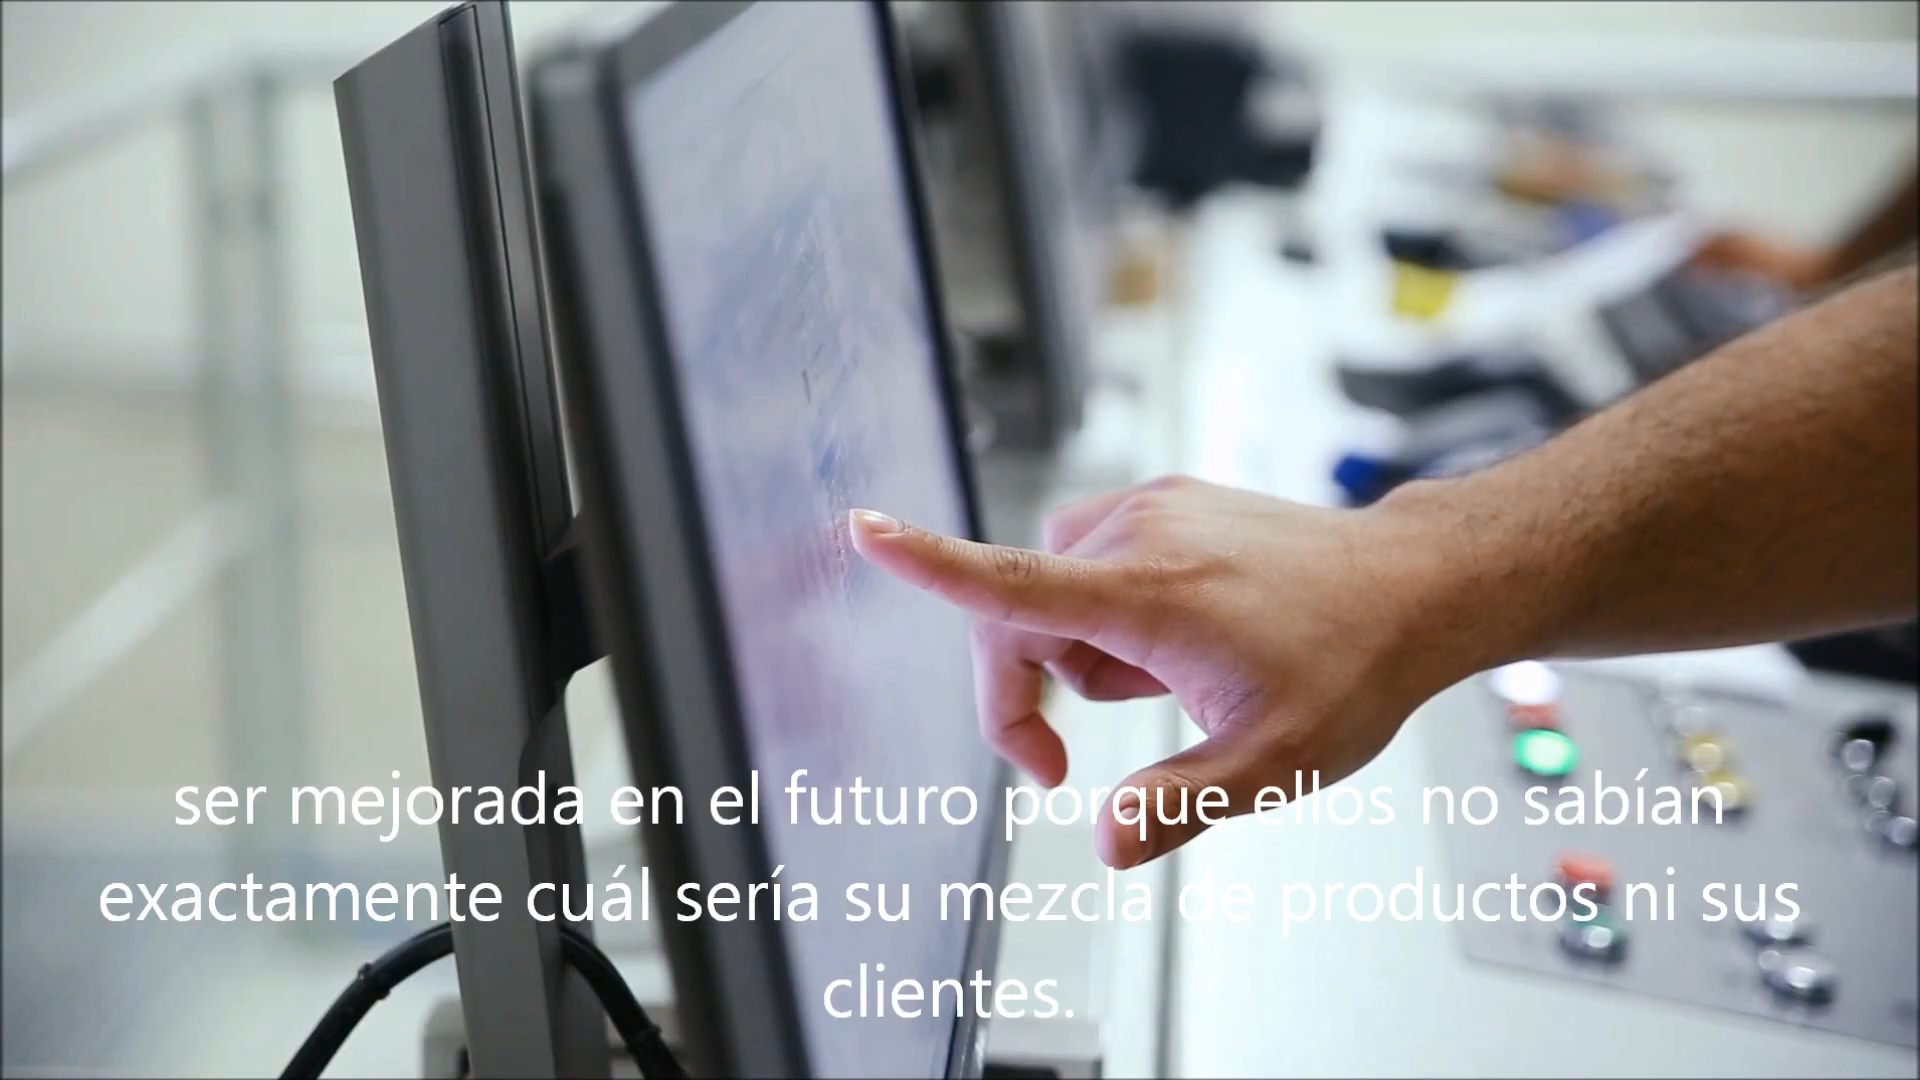 ser mejorada en el futuro porque ellos no sabían
exactamente cuál sería su mezcla de productos ni sus
clientes.